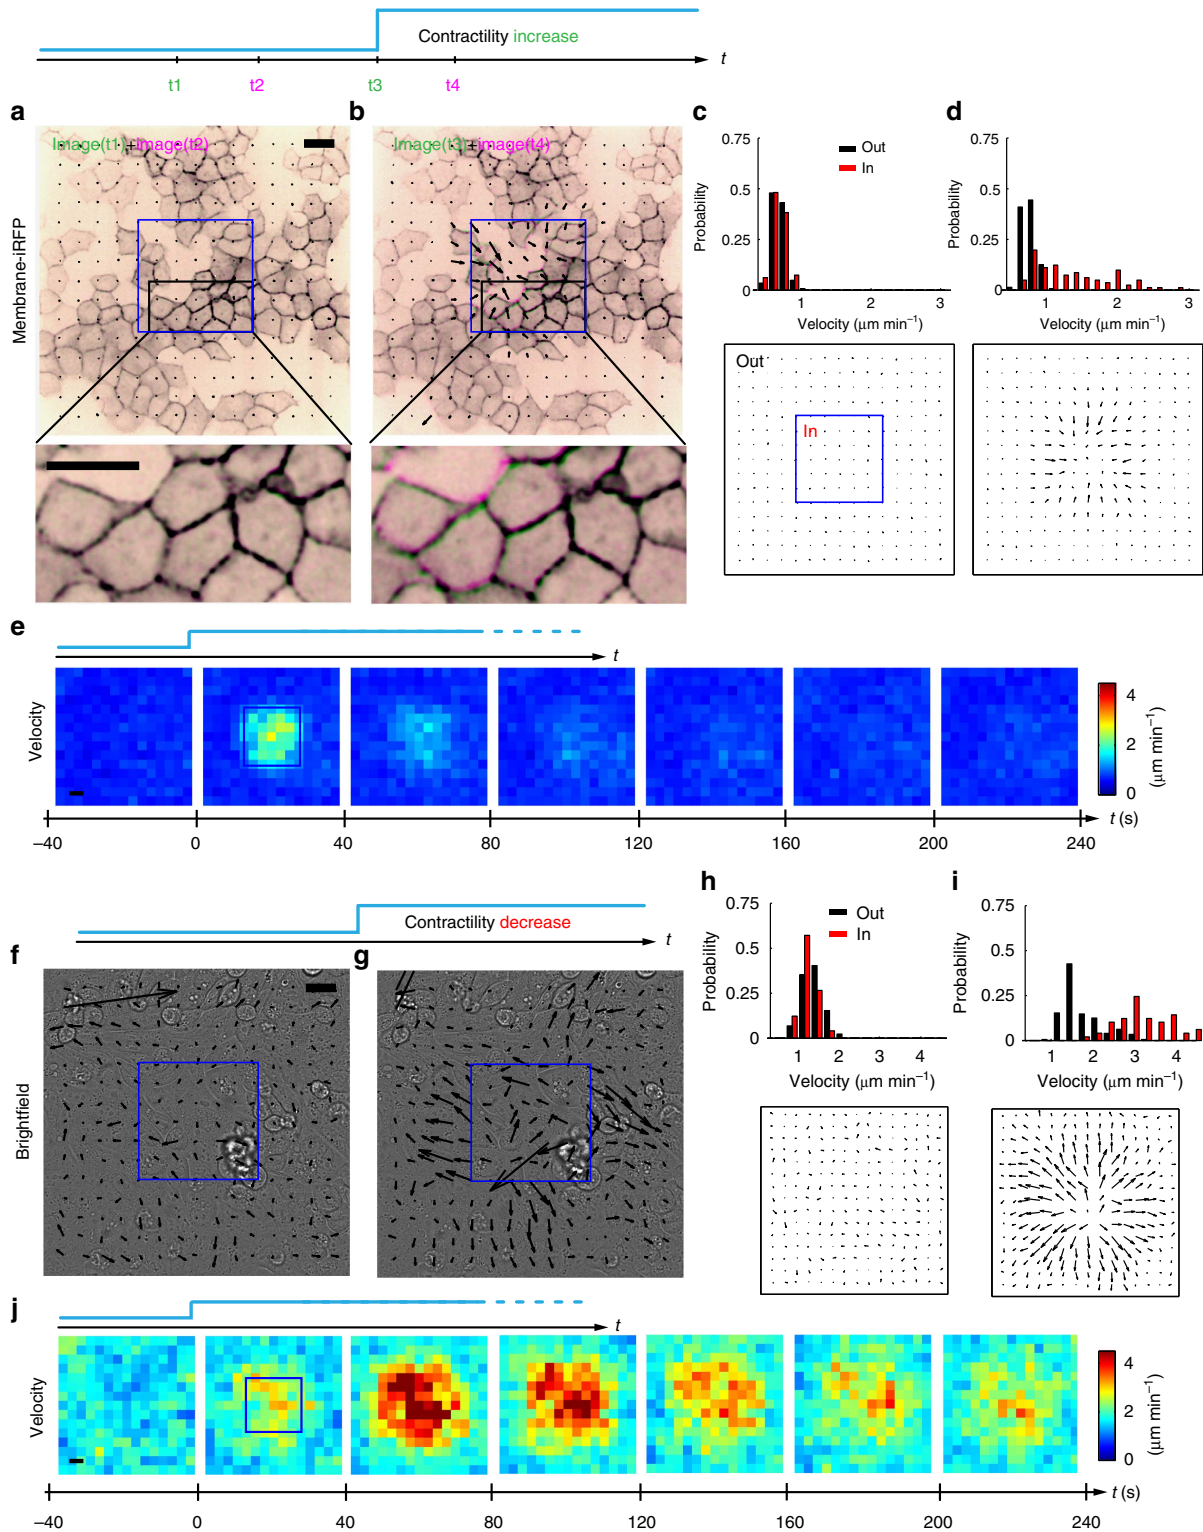 Contractility increase
t
t1 t2 t3 t4
a
Image(t1)+image(t2)
Membrane-iRFP
b
Image(t3)+image(t4)
c
0.75
0.5
0.25
0
Probability
Out
In
1 2 3
Velocity (μm min⁻¹)
Out
In
d
0.75
0.5
0.25
0
Probability
1 2 3
Velocity (μm min⁻¹)
e
t
Velocity
4
2
0
(μm min⁻¹)
–40 0 40 80 120 160 200 240
t (s)
Contractility decrease
t
f
Brightfield
g
h
0.75
0.5
0.25
0
Probability
Out
In
1 2 3 4
Velocity (μm min⁻¹)
i
0.75
0.5
0.25
0
Probability
1 2 3 4
Velocity (μm min⁻¹)
j
t
Velocity
4
2
0
(μm min⁻¹)
–40 0 40 80 120 160 200 240
t (s)